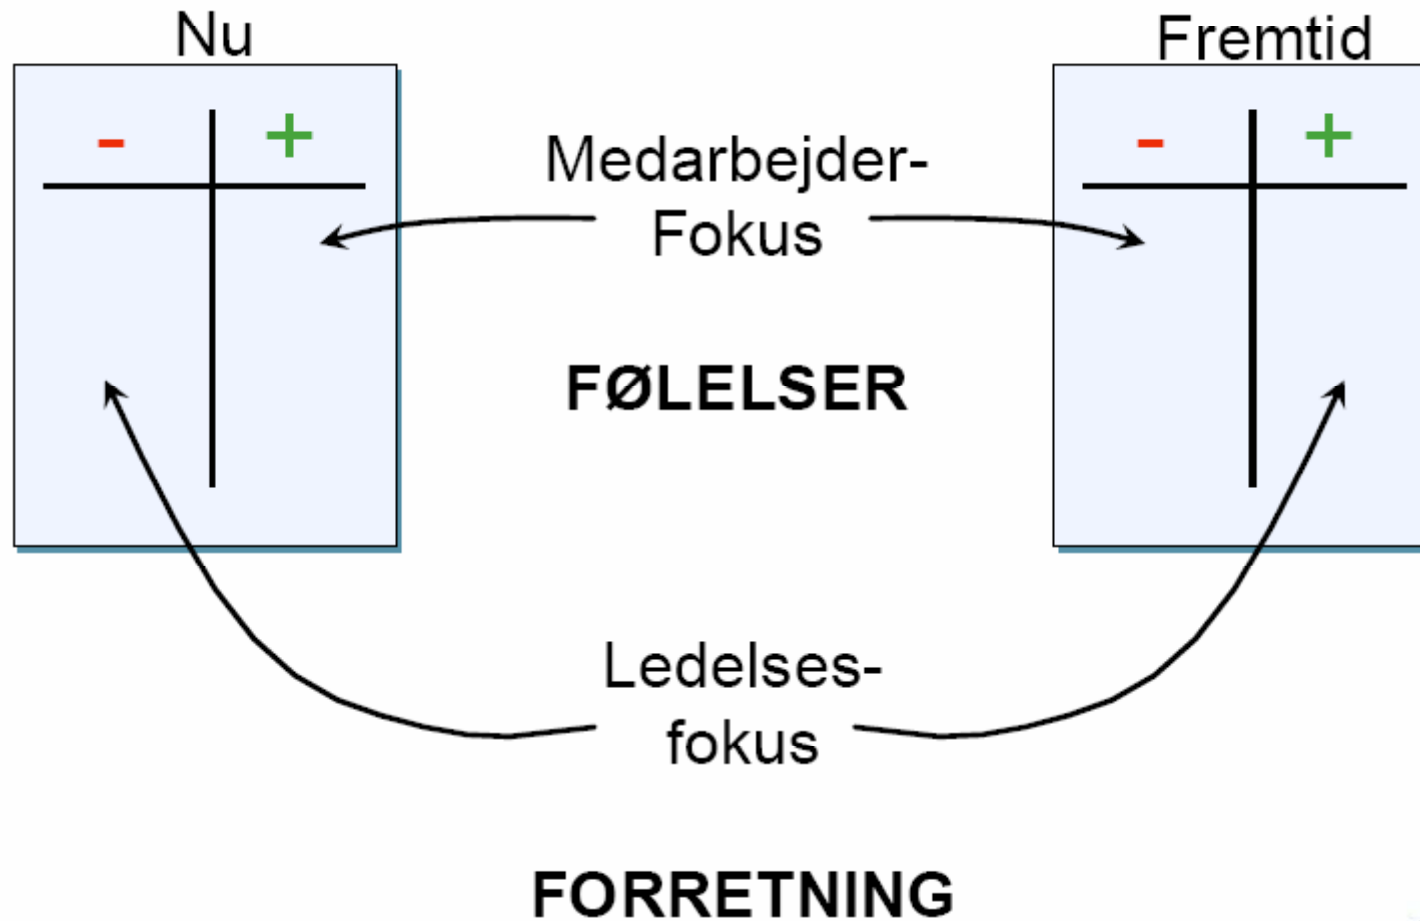 Nu
Fremtid
- +
- +
Medarbejder-
Fokus
FØLELSER
Ledelses-
fokus
FORRETNING